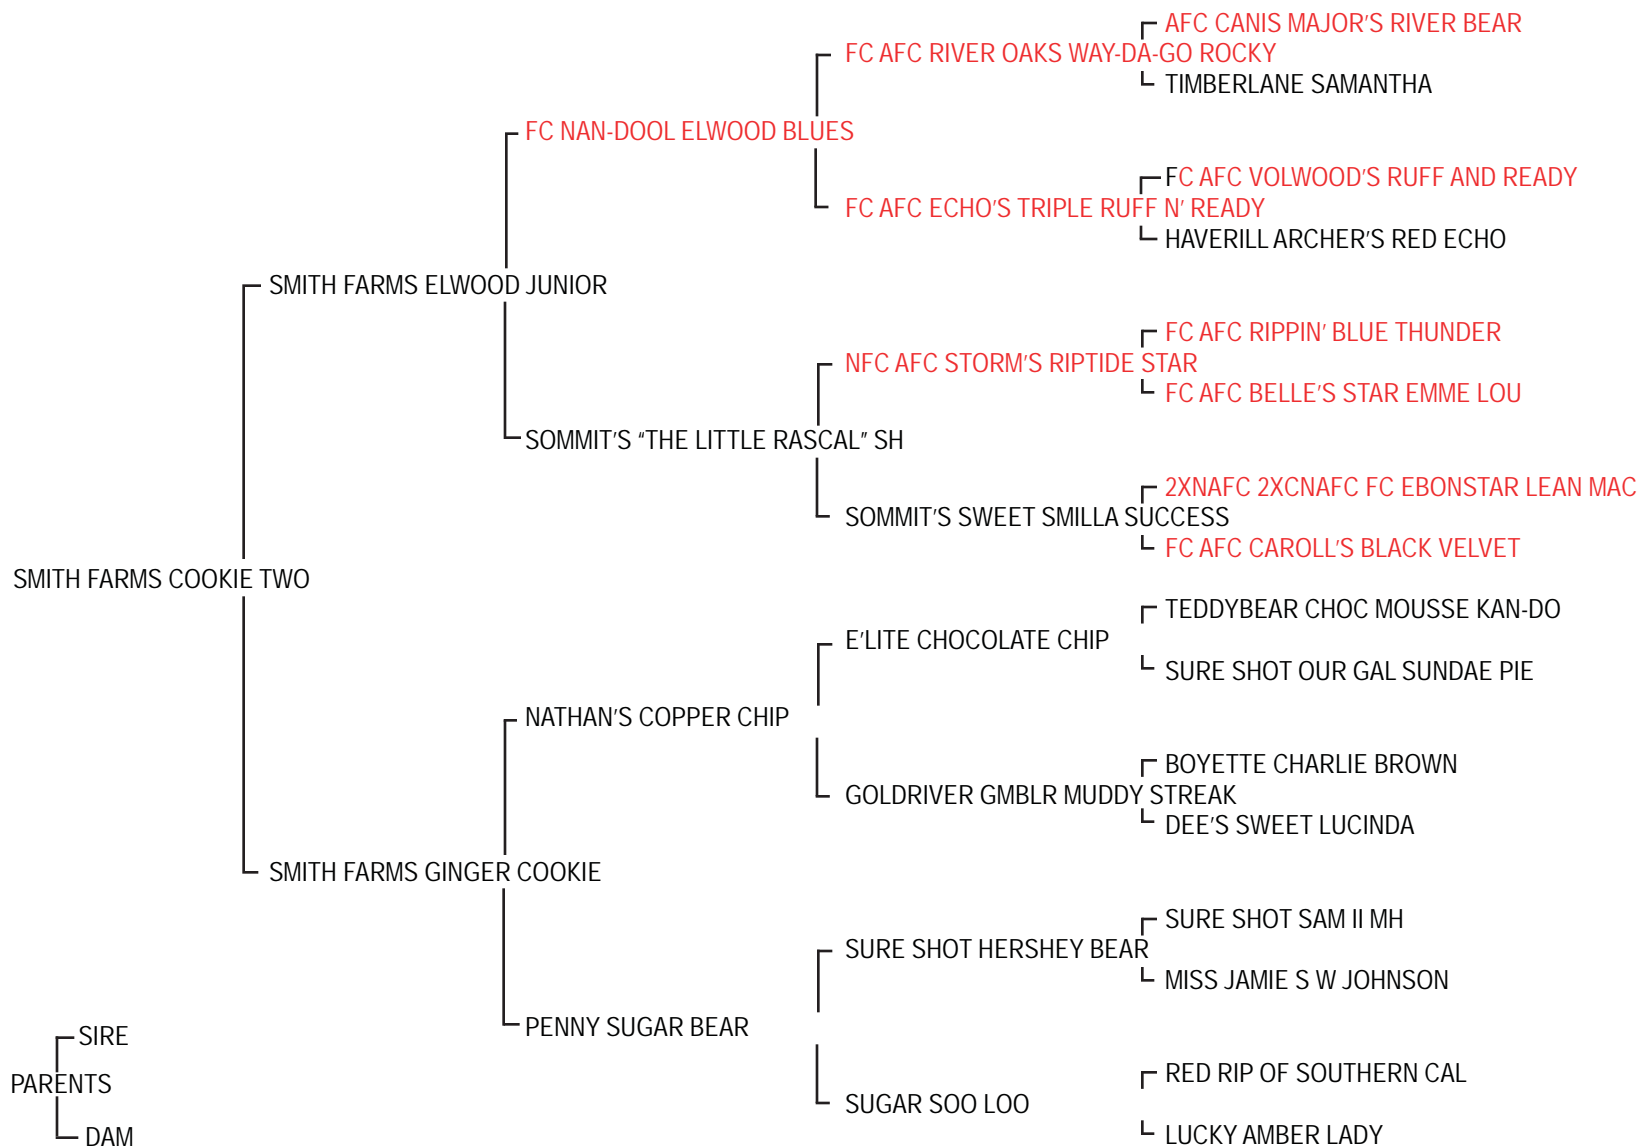 AFC CANIS MAJOR'S RIVER BEAR
FC AFC RIVER OAKS WAY-DA-GO ROCKY
TIMBERLANE SAMANTHA
FC NAN-DOOL ELWOOD BLUES
FC AFC VOLWOOD'S RUFF AND READY
FC AFC ECHO'S TRIPLE RUFF N' READY
HAVERILL ARCHER'S RED ECHO
SMITH FARMS ELWOOD JUNIOR
FC AFC RIPPIN' BLUE THUNDER
NFC AFC STORM'S RIPTIDE STAR
FC AFC BELLE'S STAR EMME LOU
SOMMIT'S “THE LITTLE RASCAL” SH
2XNAFC 2XCNAFC FC EBONSTAR LEAN MAC
SOMMIT'S SWEET SMILLA SUCCESS
FC AFC CAROLL'S BLACK VELVET
SMITH FARMS COOKIE TWO
TEDDYBEAR CHOC MOUSSE KAN-DO
E'LITE CHOCOLATE CHIP
SURE SHOT OUR GAL SUNDAE PIE
NATHAN'S COPPER CHIP
BOYETTE CHARLIE BROWN
GOLDRIVER GMBLR MUDDY STREAK
DEE'S SWEET LUCINDA
SMITH FARMS GINGER COOKIE
SURE SHOT SAM II MH
SURE SHOT HERSHEY BEAR
MISS JAMIE S W JOHNSON
PENNY SUGAR BEAR
RED RIP OF SOUTHERN CAL
SUGAR SOO LOO
LUCKY AMBER LADY
SIRE
PARENTS
DAM